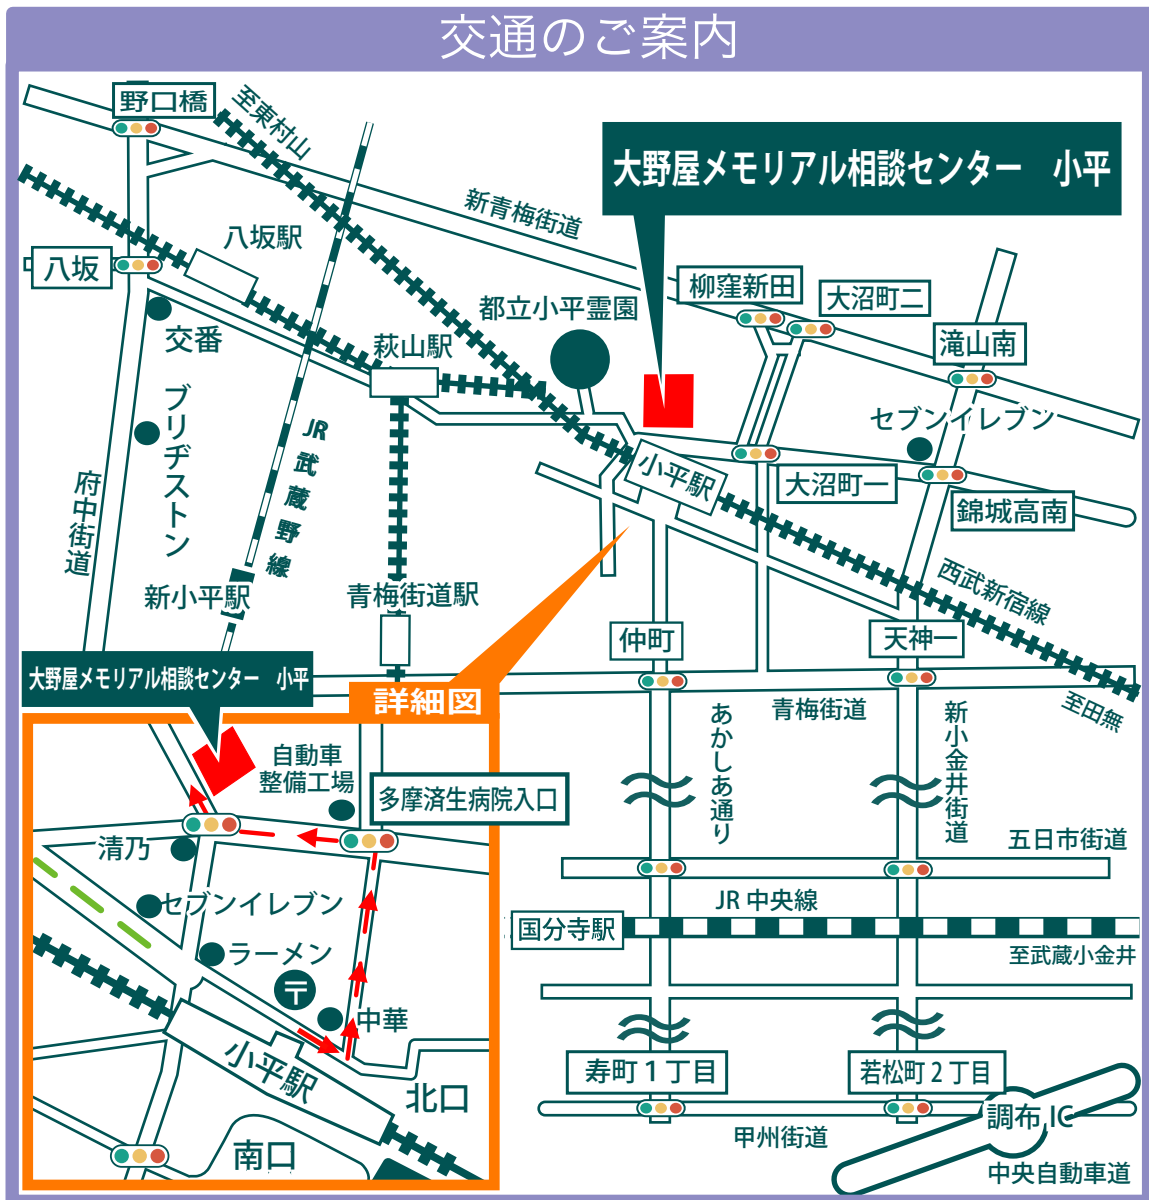 交通のご案内
野口橋
至東村山
大野屋メモリアル相談センター　小平
新青梅街道
八坂駅
八坂
柳窪新田
大沼町二
都立小平霊園
滝山南
交番
萩山駅
セブンイレブン
ブリヂストン
JR武蔵野線
小平駅
大沼町一
錦城高南
府中街道
西武新宿線
新小平駅
青梅街道駅
仲町
天神一
大野屋メモリアル相談センター　小平
詳細図
青梅街道
至田無
あかしあ通り
新小金井街道
自動車
整備工場
多摩済生病院入口
五日市街道
清乃
セブンイレブン
JR 中央線
国分寺駅
ラーメン
至武蔵小金井
〒
中華
小平駅
北口
寿町 1 丁目
若松町 2 丁目
調布 IC
甲州街道
南口
中央自動車道